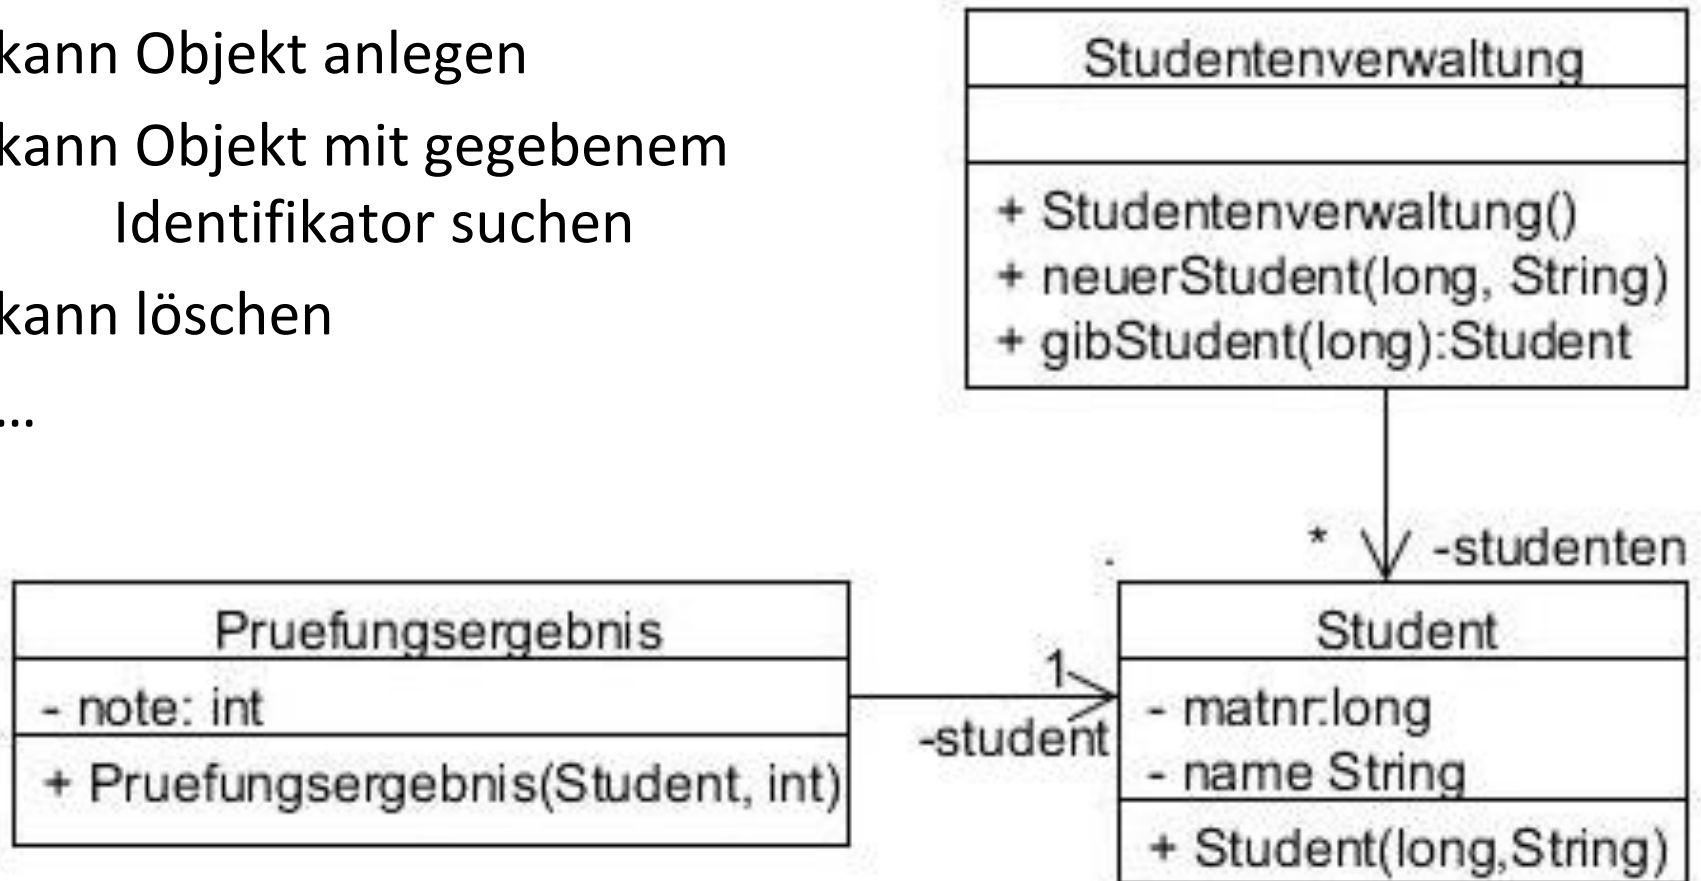 kann Objekt anlegen
kann Objekt mit gegebenem
Identifikator suchen
kann löschen
...
Studentenverwaltung
+ Studentenverwaltung()
+ neuerStudent(long, String)
+ gibStudent(long):Student
* -studenten
Pruefungsergebnis
- note: int
+ Pruefungsergebnis(Student, int)
1
-student
Student
- matnr:long
- name String
+ Student(long,String)